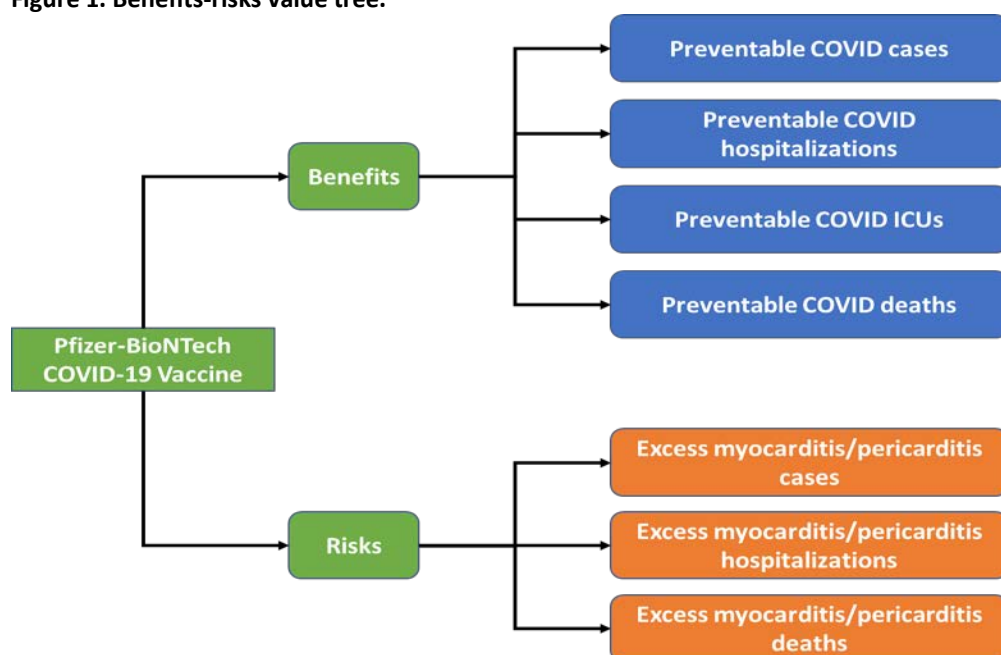 Figure 1. Benefits-risks value tree.
Preventable COVID cases
Preventable COVID
hospitalizations
Benefits
Preventable COVID ICUs
Preventable COVID deaths
Pfizer-BioNTech
COVID-19 Vaccine
Excess myocarditis/pericarditis
cases
Risks
Excess myocarditis/pericarditis
hospitalizations
Excess myocarditis/pericarditis
deaths